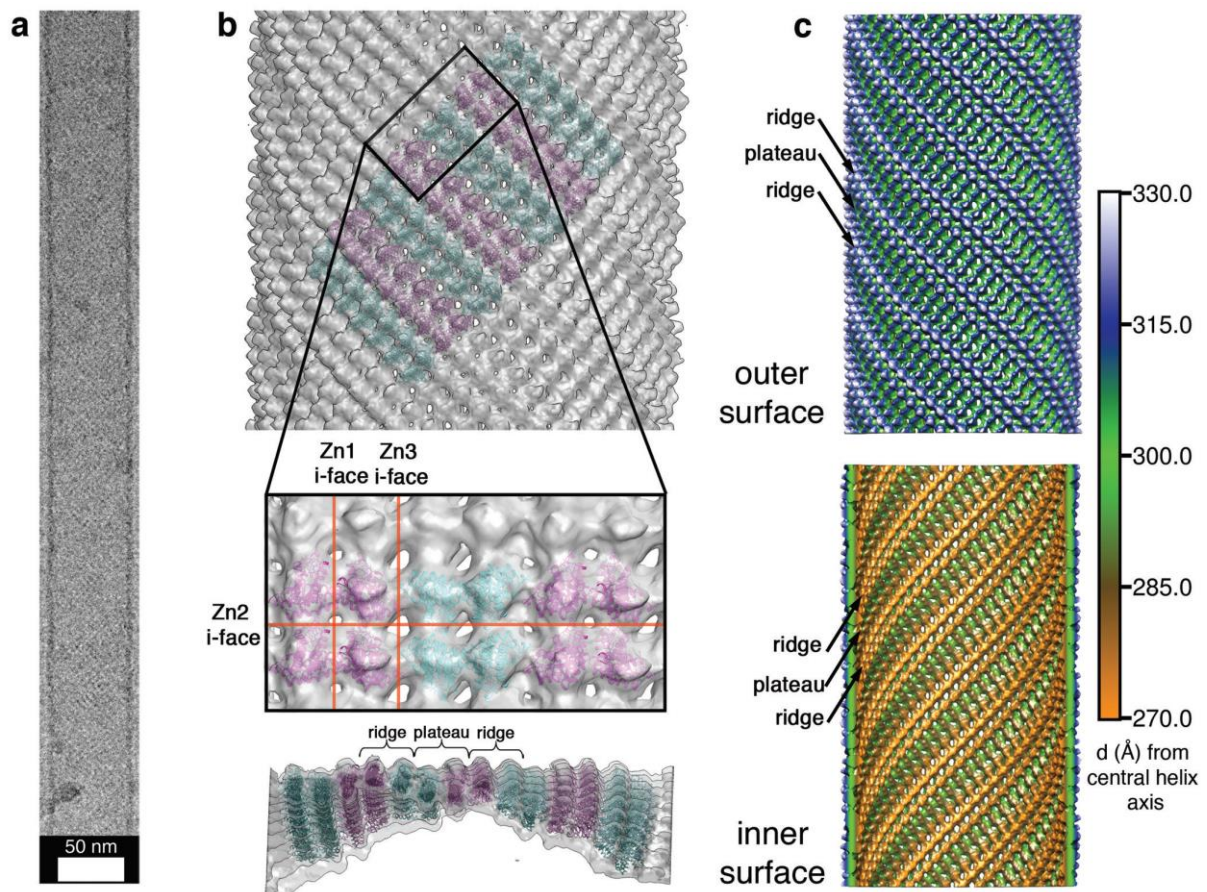 a
50 nm
b
Zn1
i-face
Zn3
i-face
Zn2
i-face
ridge plateau ridge
c
ridge
plateau
ridge
outer
surface
ridge
plateau
ridge
inner
surface
330.0
315.0
300.0
285.0
270.0
d (Å) from
central helix
axis